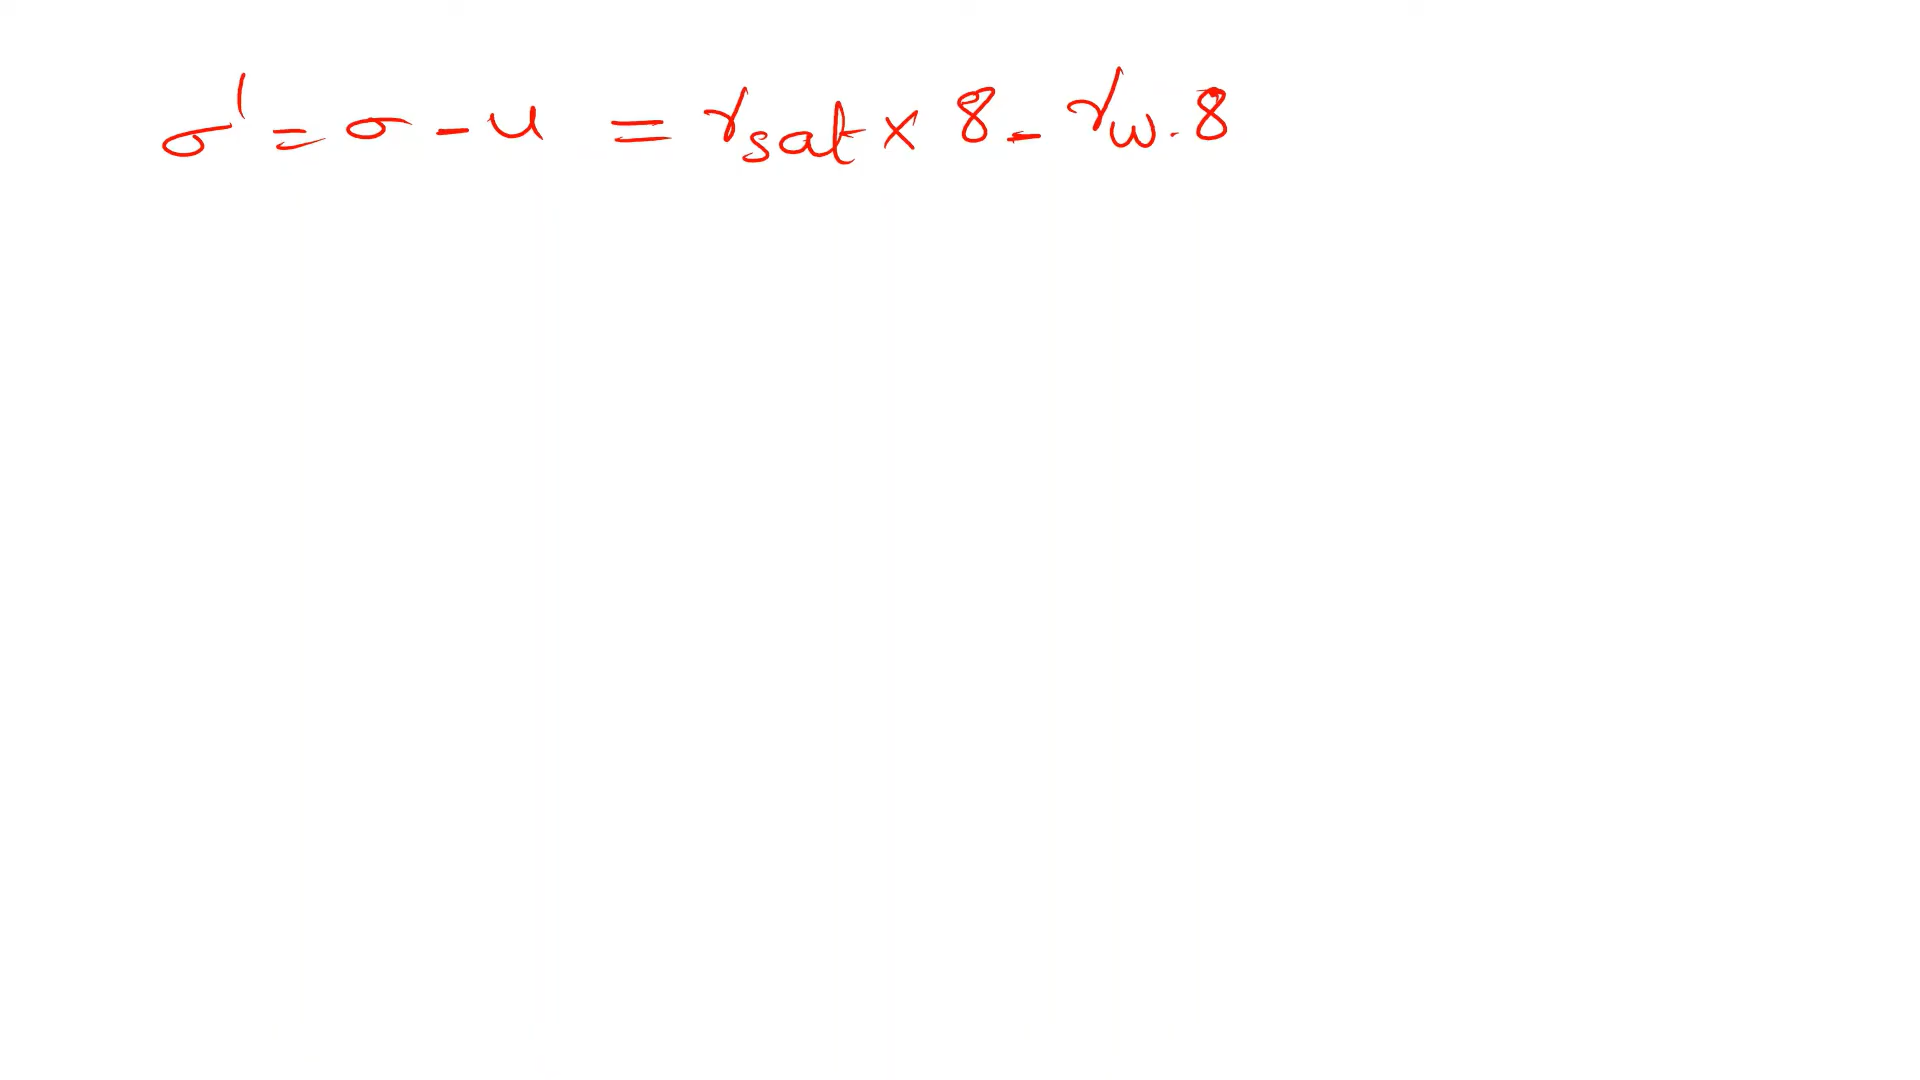 σ' = σ - u = γsat × 8 - γw . 8